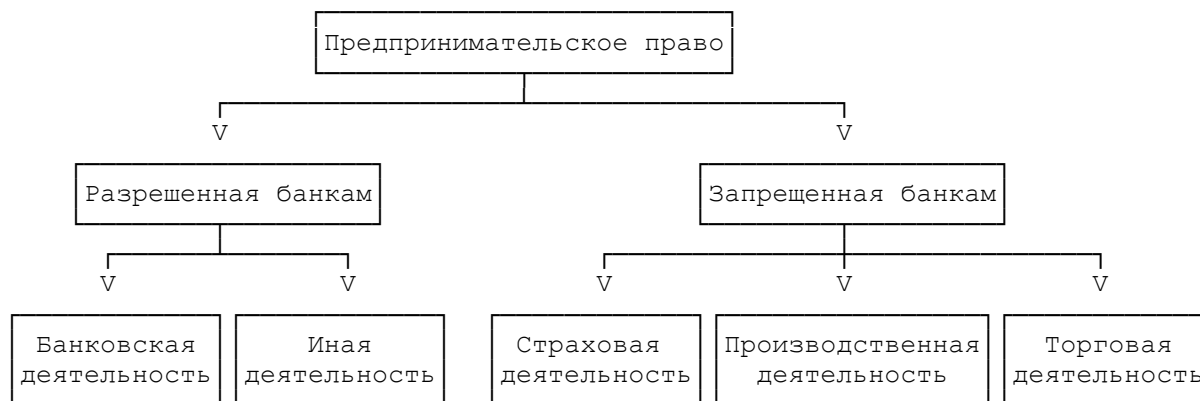 Предпринимательское право
V V
Разрешенная банкам Запрещенная банкам
V V V V V
Банковская Иная Страховая Производственная Торговая
деятельность деятельность деятельность деятельность деятельность